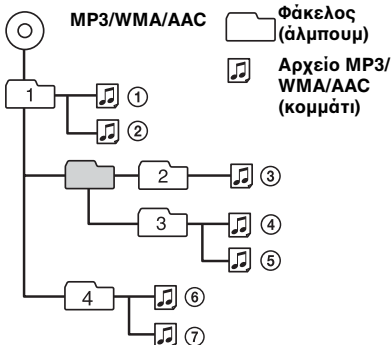 MP3/WMA/AAC
Φάκελος
(άλμπουμ)
Αρχείο MP3/
WMA/AAC
(κομμάτι)
1
①
②
2
③
3
④
⑤
4
⑥
⑦